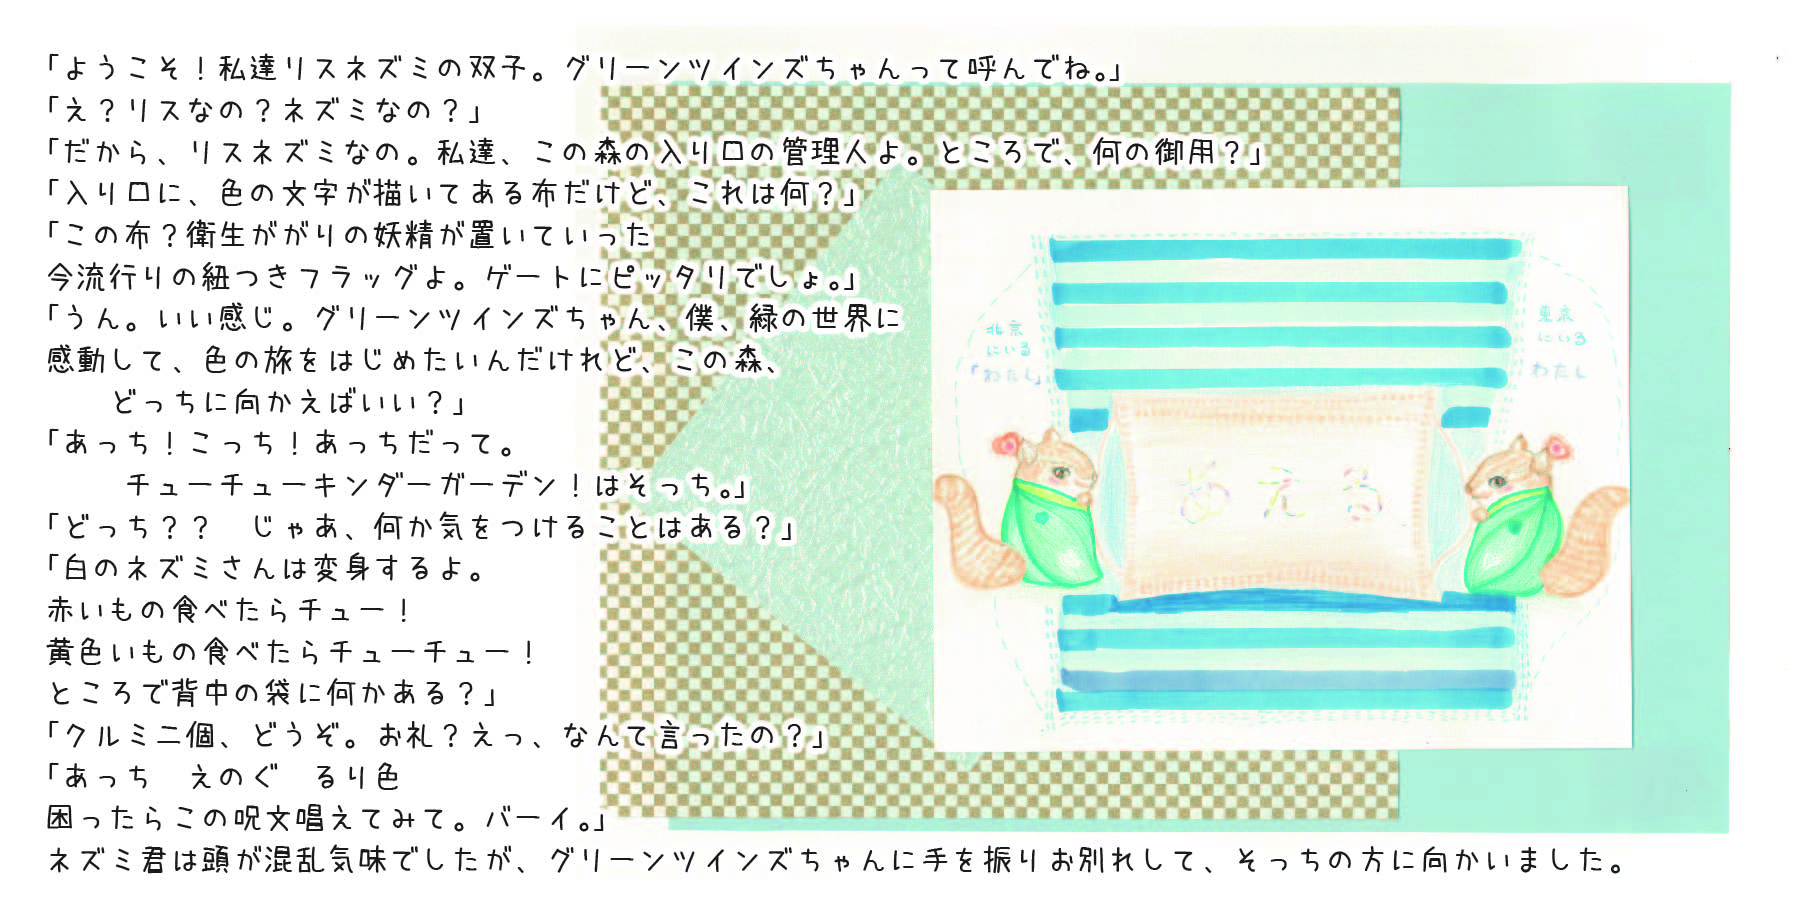 「ようこそ！私達リスネズミの双子。グリーンツインズちゃんって呼んでね。」
「え？リスなの？ネズミなの？」
「だから、リスネズミなの。私達、この森の入り口の管理人よ。ところで、何の御用？」
「入り口に、色の文字が描いてある布だけど、これは何？」
「この布？衛生ががりの妖精が置いていった
今流行りの紐つきフラッグよ。ゲートにピッタリでしょ。」
「うん。いい感じ。グリーンツインズちゃん、僕、緑の世界に
感動して、色の旅をはじめたいんだけれど、この森、
どっちに向かえばいい？」
「あっち！こっち！あっちだって。
チューチューキンダーガーデン！はそっち。」
「どっち？？　じゃあ、何か気をつけることはある？」
「白のネズミさんは変身するよ。
赤いもの食べたらチュー！
黄色いもの食べたらチューチュー！
ところで背中の袋に何かある？」
「クルミ二個、どうぞ。お礼？えっ、なんて言ったの？」
「あっち　えのぐ　るり色
困ったらこの呪文唱えてみて。バーイ。」
ネズミ君は頭が混乱気味でしたが、グリーンツインズちゃんに手を振りお別れして、そっちの方に向かいました。
北京
にいる
「わたし」
東京
にいる
わたし
あ え る